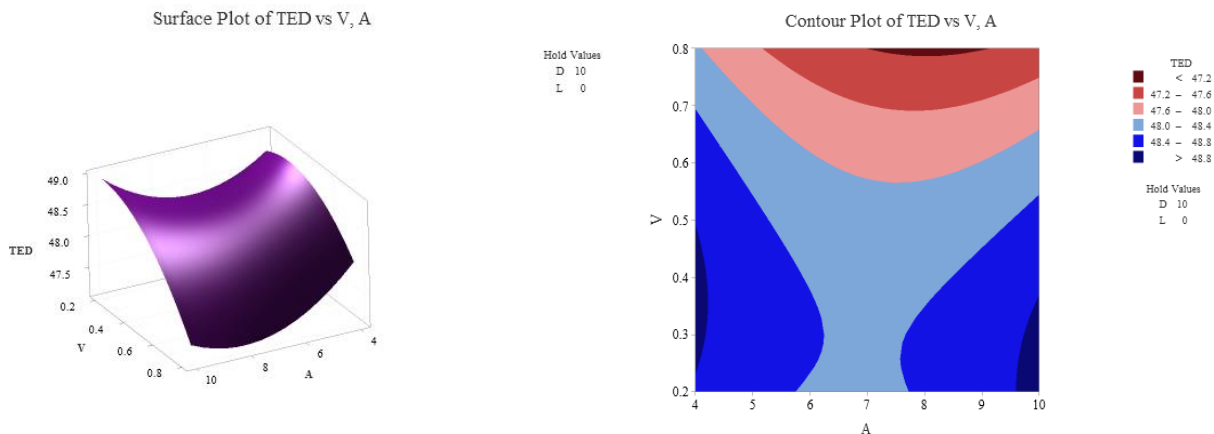 Surface Plot of TED vs V, A
Hold Values
D 10
L 0
49.0
48.5
48.0
47.5
TED
0.2
0.4
0.6
0.8
V
10
8
6
4
A
Contour Plot of TED vs V, A
0.8
0.7
0.6
0.5
0.4
0.3
0.2
V
4
5
6
7
8
9
10
A
TED
< 47.2
47.2 – 47.6
47.6 – 48.0
48.0 – 48.4
48.4 – 48.8
> 48.8
Hold Values
D 10
L 0